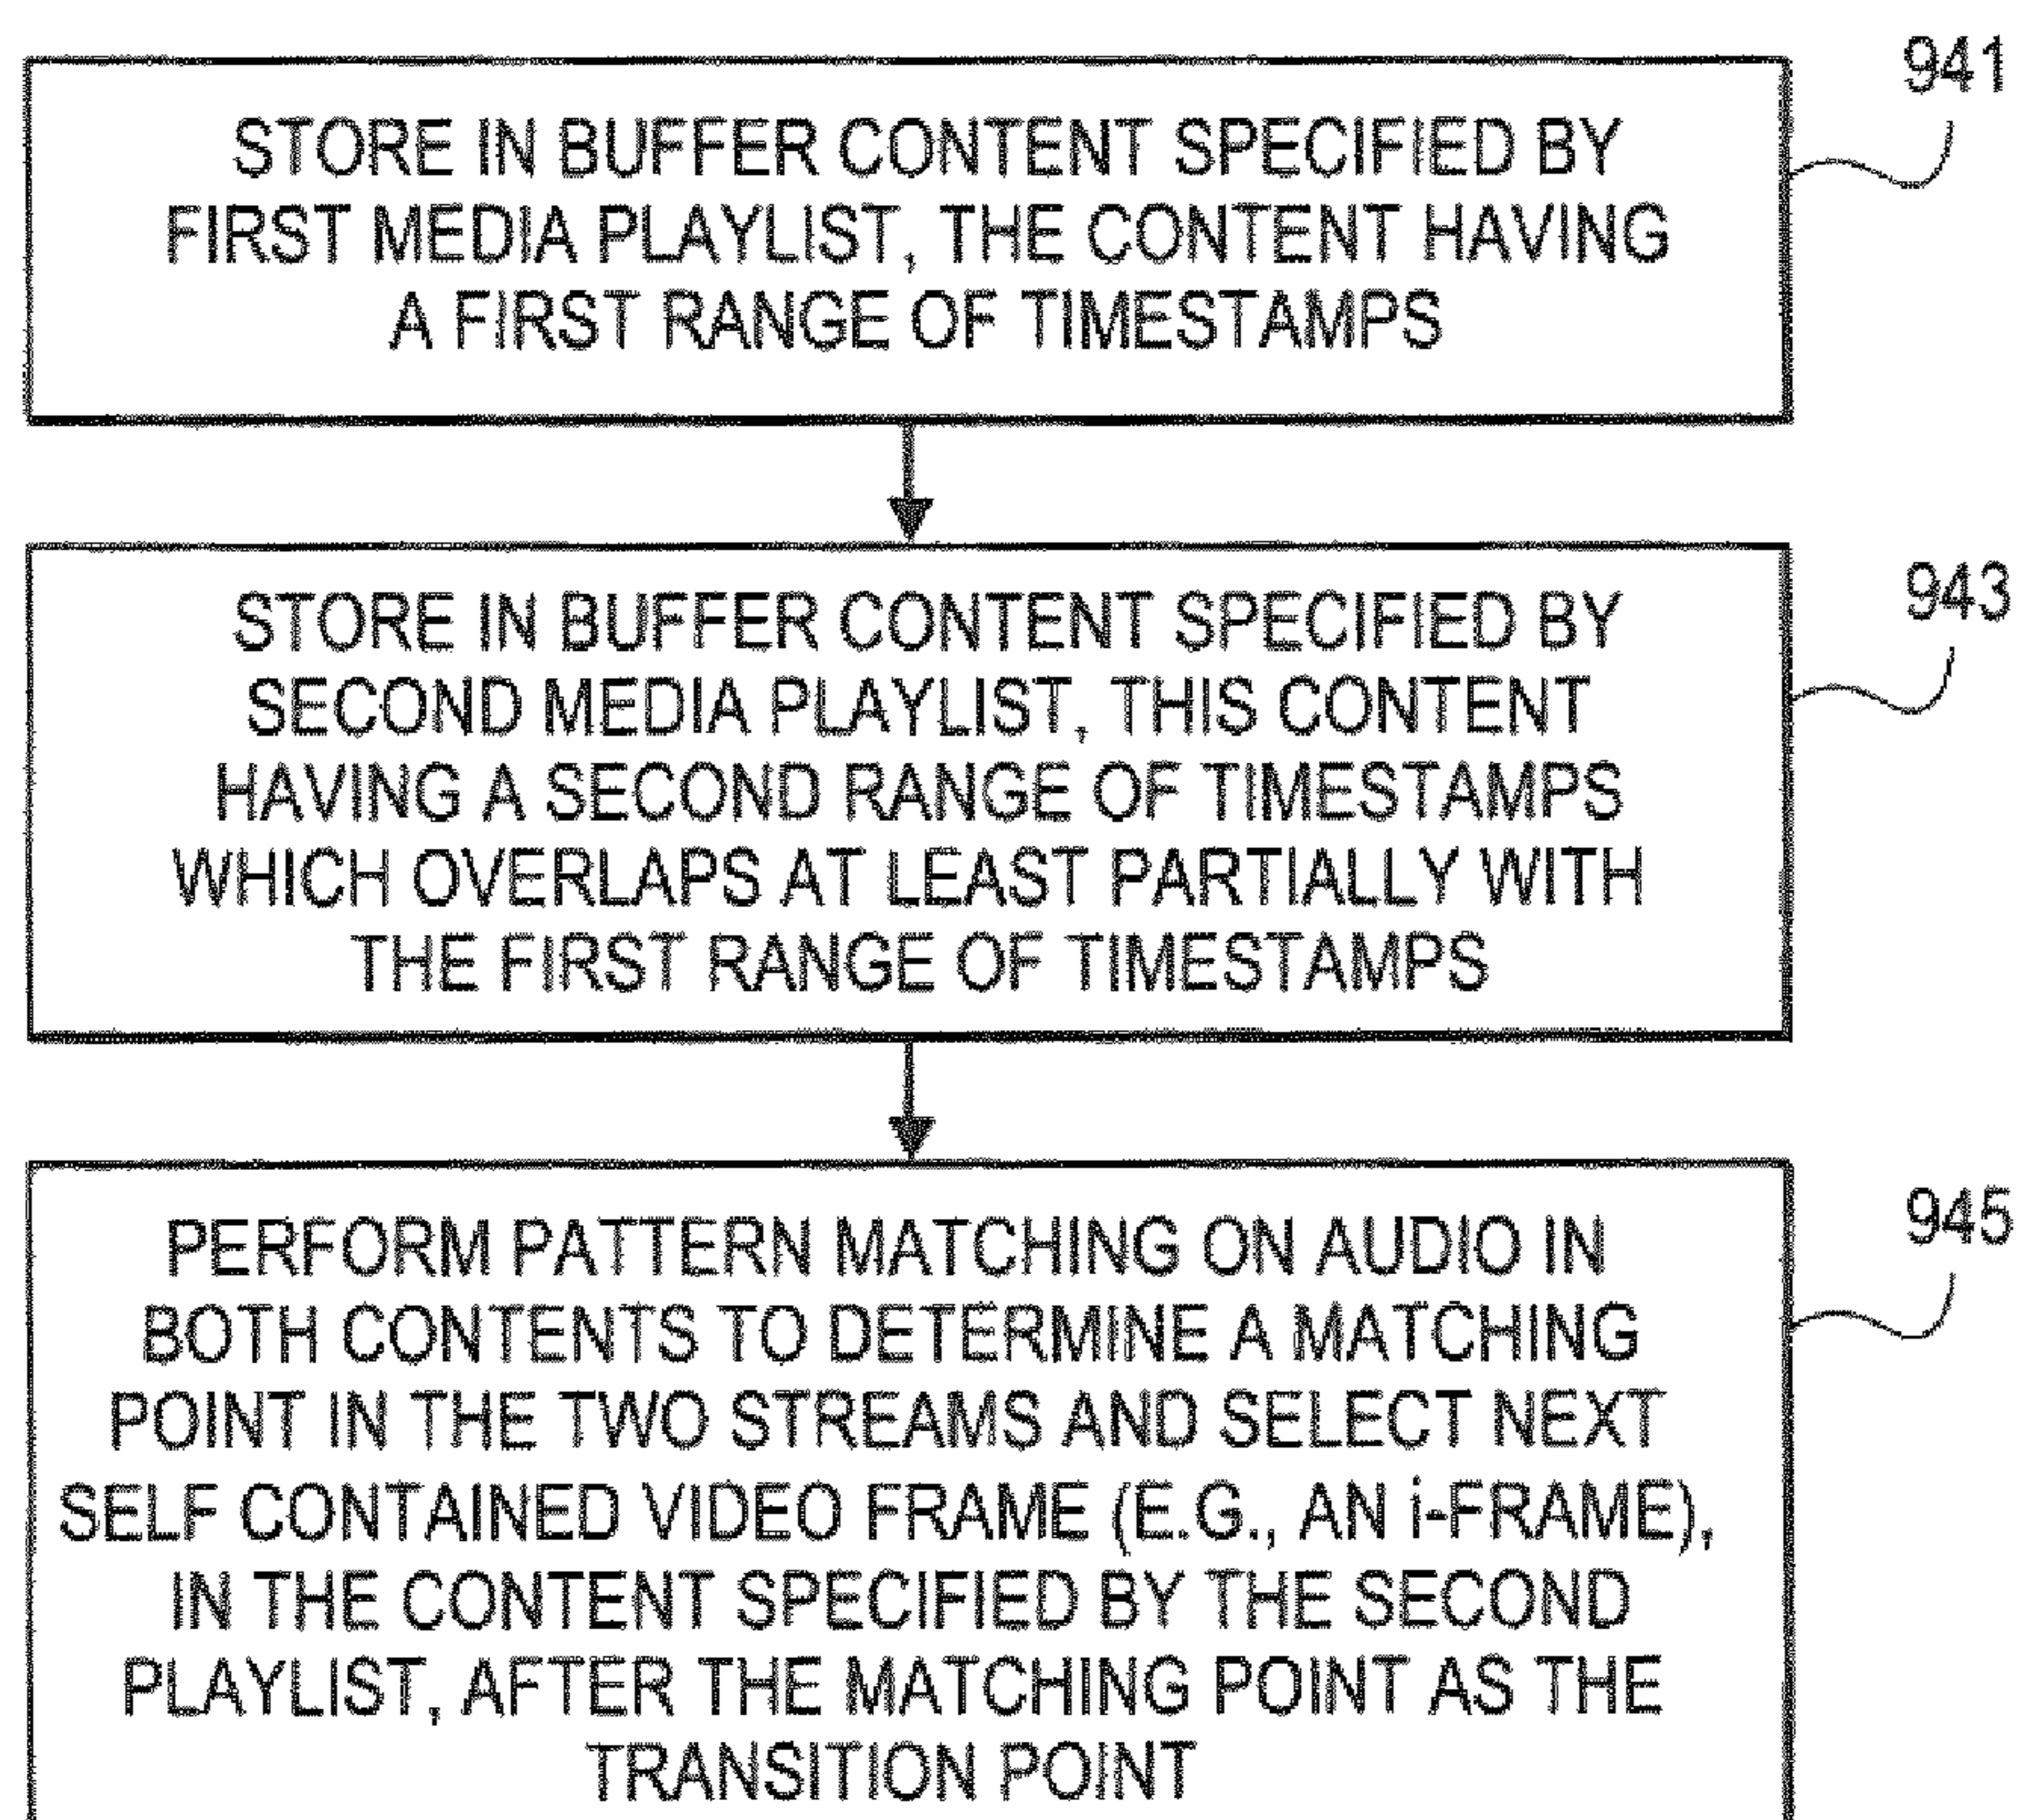 941
STORE IN BUFFER CONTENT SPECIFIED BY
FIRST MEDIA PLAYLIST, THE CONTENT HAVING
A FIRST RANGE OF TIMESTAMPS
943
STORE IN BUFFER CONTENT SPECIFIED BY
SECOND MEDIA PLAYLIST, THIS CONTENT
HAVING A SECOND RANGE OF TIMESTAMPS
WHICH OVERLAPS AT LEAST PARTIALLY WITH
THE FIRST RANGE OF TIMESTAMPS
945
PERFORM PATTERN MATCHING ON AUDIO IN
BOTH CONTENTS TO DETERMINE A MATCHING
POINT IN THE TWO STREAMS AND SELECT NEXT
SELF CONTAINED VIDEO FRAME (E.G., AN i-FRAME),
IN THE CONTENT SPECIFIED BY THE SECOND
PLAYLIST, AFTER THE MATCHING POINT AS THE
TRANSITION POINT